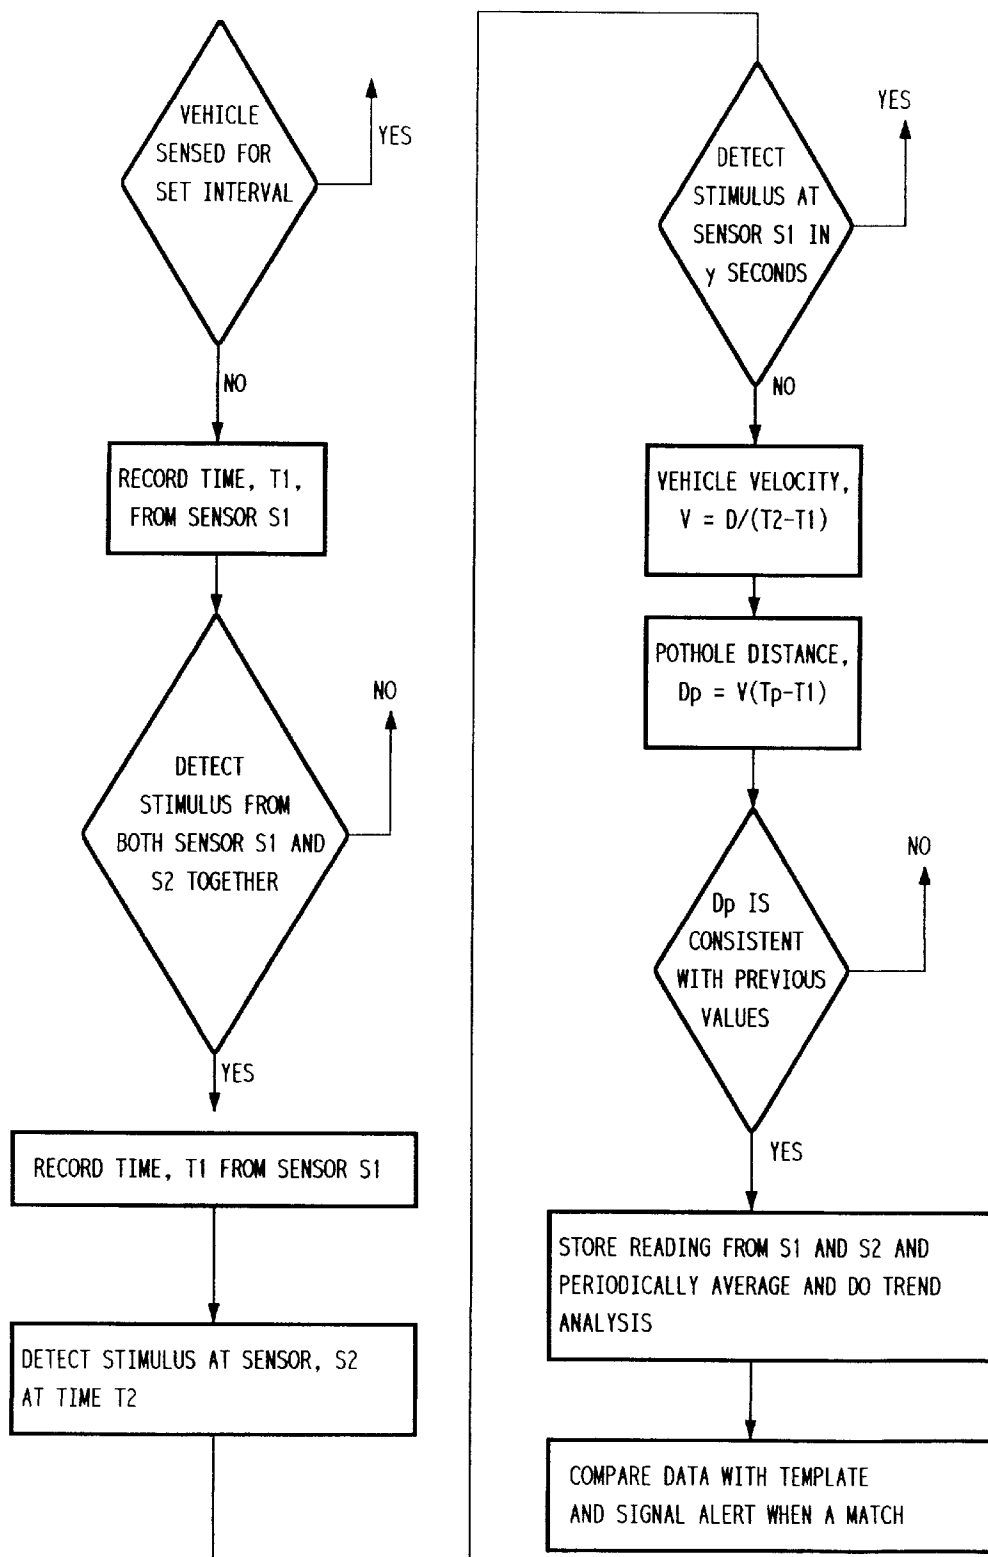 VEHICLE
SENSED FOR
SET INTERVAL
YES
NO
RECORD TIME, T1,
FROM SENSOR S1
DETECT
STIMULUS FROM
BOTH SENSOR S1 AND
S2 TOGETHER
NO
YES
RECORD TIME, T1 FROM SENSOR S1
DETECT STIMULUS AT SENSOR, S2
AT TIME T2
DETECT
STIMULUS AT
SENSOR S1 IN
y SECONDS
YES
NO
VEHICLE VELOCITY,
V = D/(T2-T1)
POTHOLE DISTANCE,
Dp = V(Tp-T1)
Dp IS
CONSISTENT
WITH PREVIOUS
VALUES
NO
YES
STORE READING FROM S1 AND S2 AND
PERIODICALLY AVERAGE AND DO TREND
ANALYSIS
COMPARE DATA WITH TEMPLATE
AND SIGNAL ALERT WHEN A MATCH